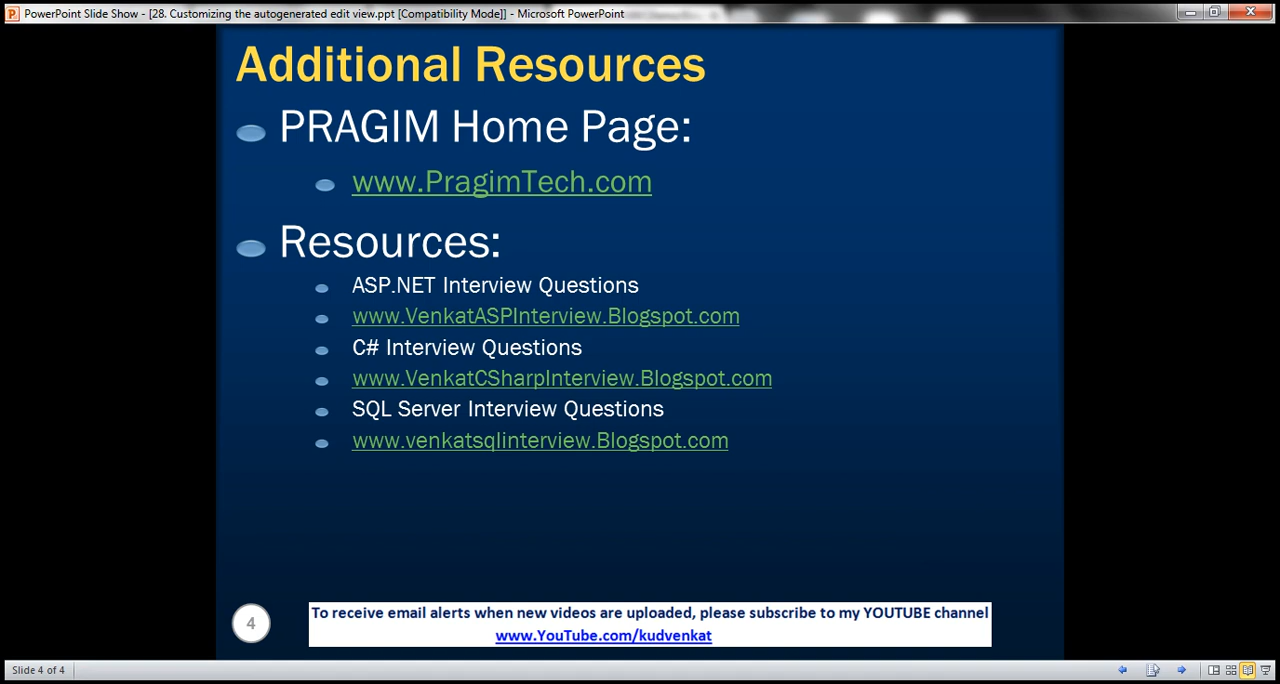 PowerPoint Slide Show - [28. Customizing the autogenerated edit view.ppt [Compatibility Mode]] - Microsoft PowerPoint
Additional Resources
PRAGIM Home Page:
www.PragimTech.com
Resources:
ASP.NET Interview Questions
www.VenkatASPInterview.Blogspot.com
C# Interview Questions
www.VenkatCSharpInterview.Blogspot.com
SQL Server Interview Questions
www.venkatsqlinterview.Blogspot.com
4
To receive email alerts when new videos are uploaded, please subscribe to my YOUTUBE channel
www.YouTube.com/kudvenkat
Slide 4 of 4